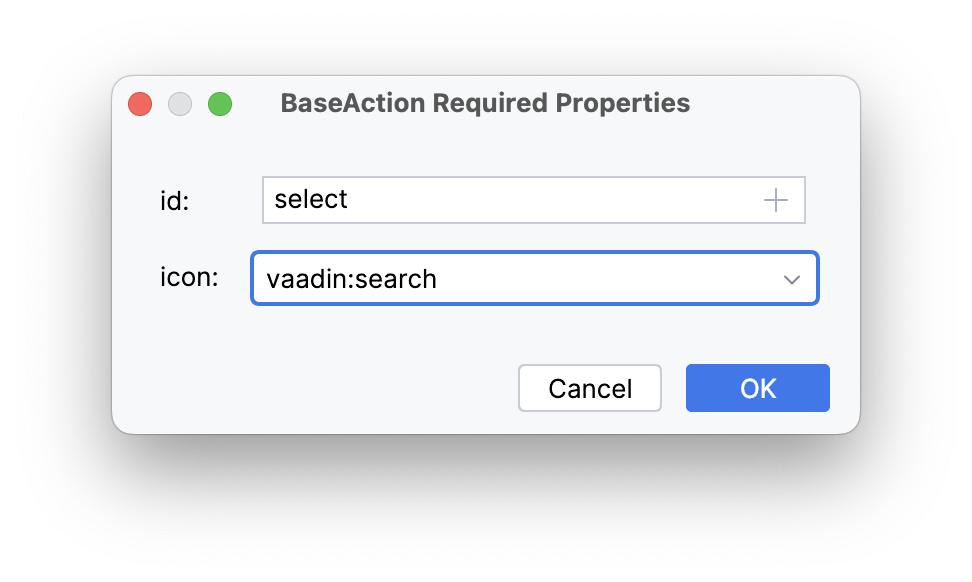 BaseAction Required Properties
id: select
icon: vaadin:search
Cancel OK